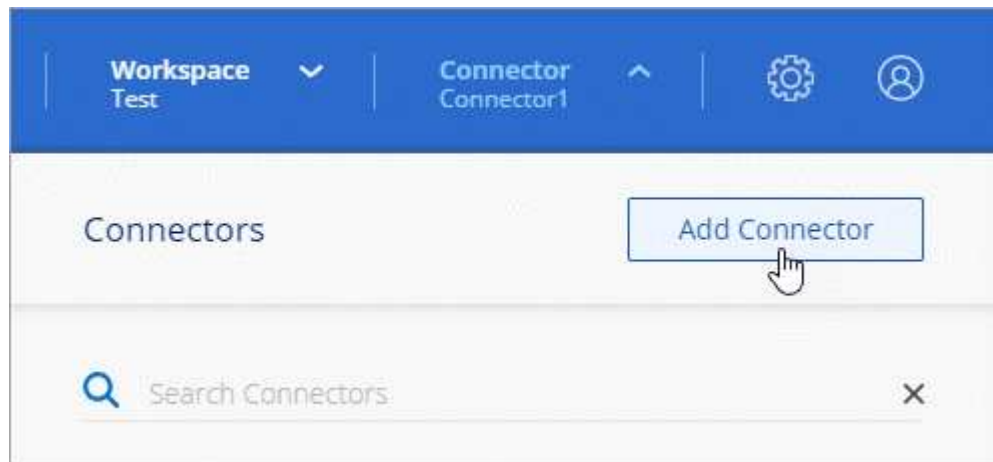 Workspace
Test
Connector
Connector1
Connectors
Add Connector
Search Connectors